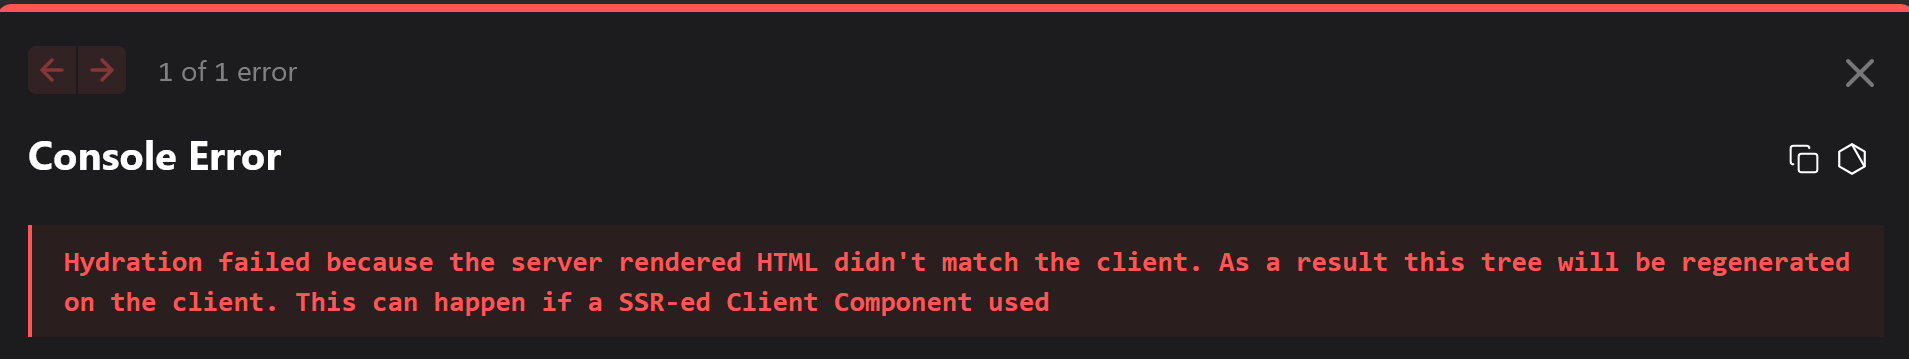 1 of 1 error
Console Error
Hydration failed because the server rendered HTML didn't match the client. As a result this tree will be regenerated
on the client. This can happen if a SSR-ed Client Component used